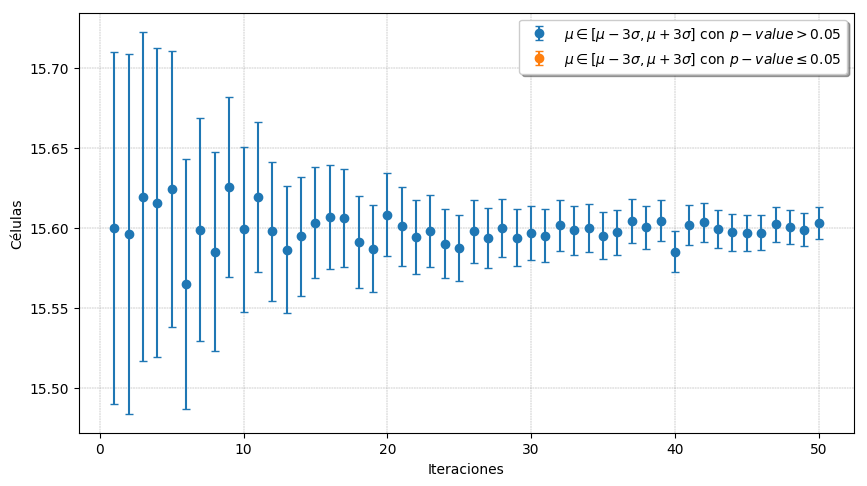 μ ∈ [μ − 3σ, μ + 3σ] con p − value > 0.05
μ ∈ [μ − 3σ, μ + 3σ] con p − value ≤ 0.05
Células
15.70
15.65
15.60
15.55
15.50
0 10 20 30 40 50
Iteraciones